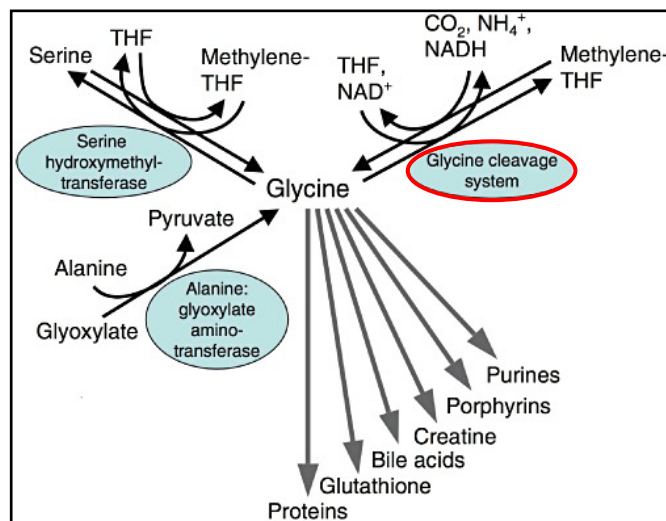 THF
Serine
Methylene-
THF
Serine
hydroxymethyl-
transferase
CO₂, NH₄⁺,
NADH
THF,
NAD⁺
Methylene-
THF
Glycine cleavage
system
Glycine
Pyruvate
Alanine
Glyoxylate
Alanine:
glyoxylate
amino-
transferase
Purines
Porphyrins
Creatine
Bile acids
Glutathione
Proteins